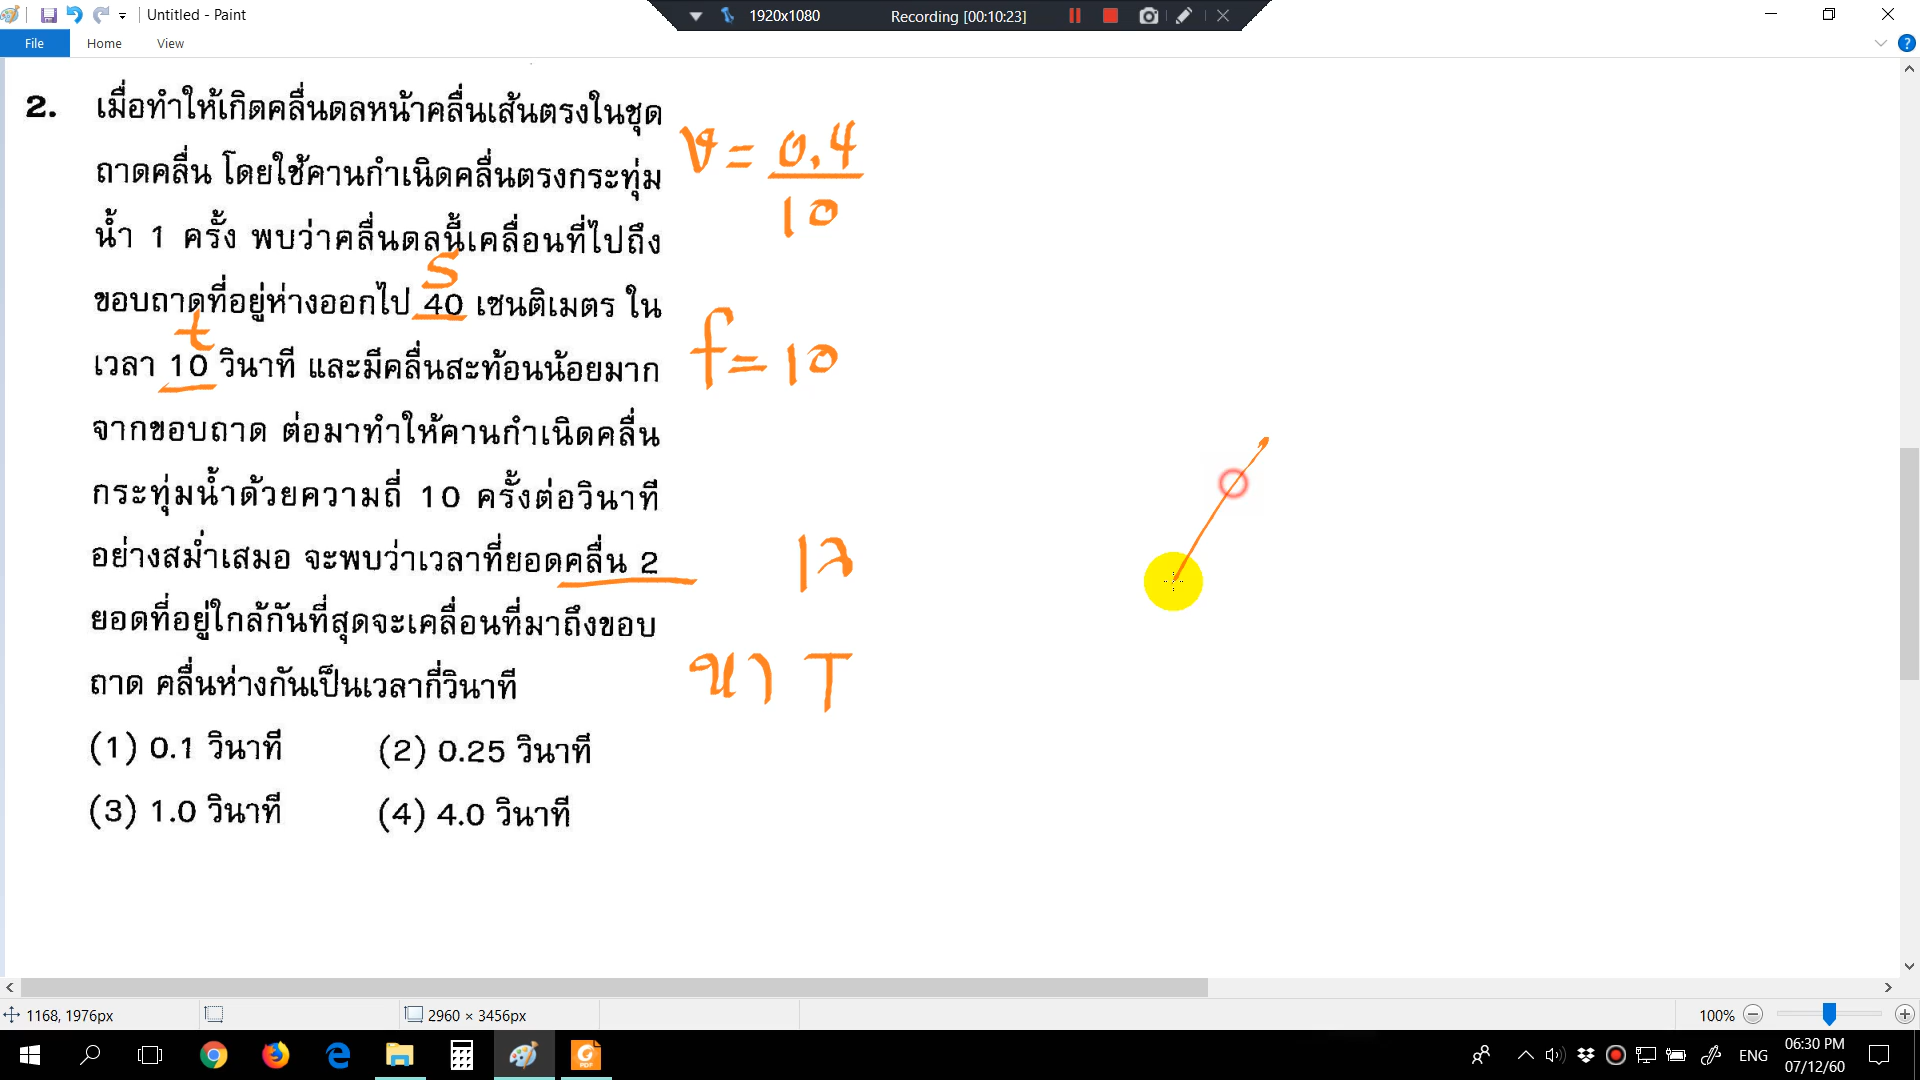 Untitled - Paint
1920x1080
Recording [00:10:23]
File Home View
2. เมื่อทำให้เกิดคลื่นดลหน้าคลื่นเส้นตรงในชุด
ถาดคลื่น โดยใช้คานกำเนิดคลื่นตรงกระทุ่ม
น้ำ 1 ครั้ง พบว่าคลื่นดลนี้เคลื่อนที่ไปถึง
ขอบถาดที่อยู่ห่างออกไป 40 เซนติเมตร ใน
เวลา 10 วินาที และมีคลื่นสะท้อนน้อยมาก
จากขอบถาด ต่อมาทำให้คานกำเนิดคลื่น
กระทุ่มน้ำด้วยความถี่ 10 ครั้งต่อวินาที
อย่างสม่ำเสมอ จะพบว่าเวลาที่ยอดคลื่น 2
ยอดที่อยู่ใกล้กันที่สุดจะเคลื่อนที่มาถึงขอบ
ถาด คลื่นห่างกันเป็นเวลากี่วินาที
(1) 0.1 วินาที (2) 0.25 วินาที
(3) 1.0 วินาที (4) 4.0 วินาที
S
t
v = 0.4
10
f = 10
1λ
หา T
1168, 1976px
2960 × 3456px
100%
ENG
06:30 PM
07/12/60